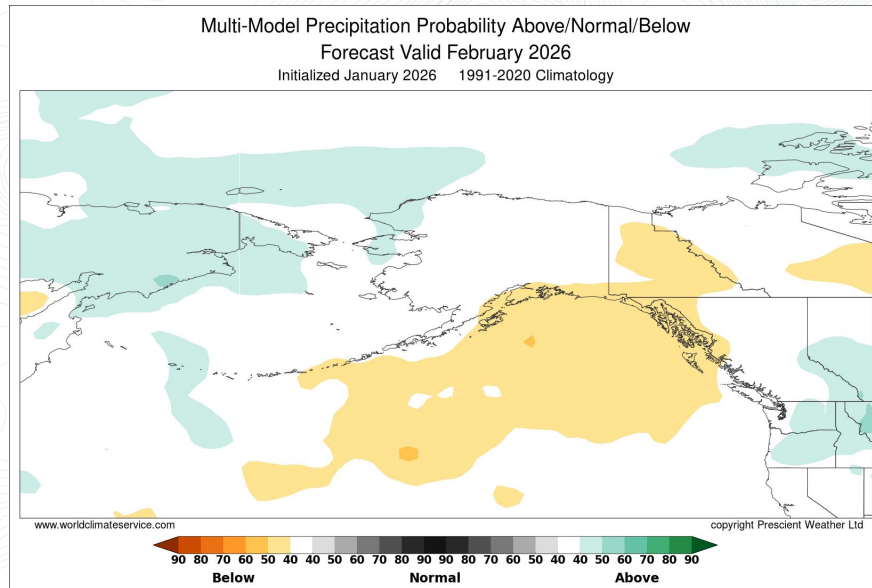 Multi-Model Precipitation Probability Above/Normal/Below
Forecast Valid February 2026
Initialized January 2026 1991-2020 Climatology
www.worldclimateservice.com copyright Prescient Weather Ltd
90 80 70 60 50 40 40 50 60 70 80 90 90 80 70 60 50 40 40 50 60 70 80 90
Below Normal Above